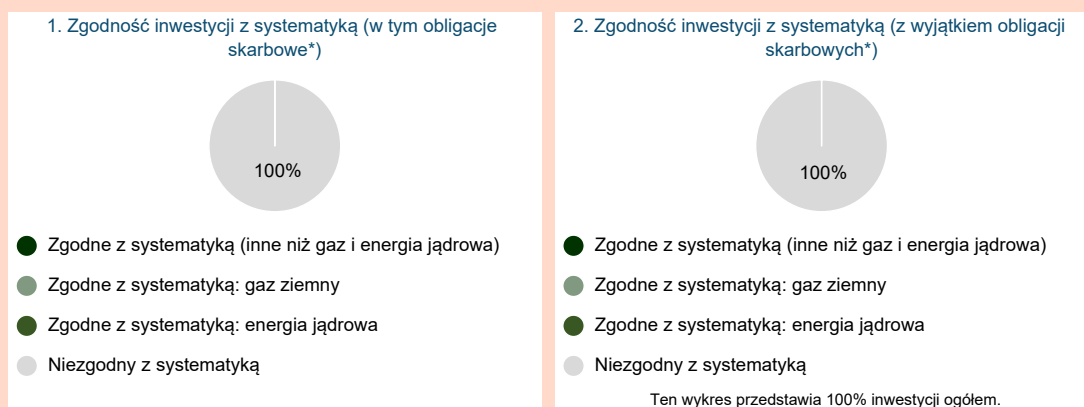 1. Zgodność inwestycji z systematyką (w tym obligacje
skarbowe*)
100%
Zgodne z systematyką (inne niż gaz i energia jądrowa)
Zgodne z systematyką: gaz ziemny
Zgodne z systematyką: energia jądrowa
Niezgodny z systematyką
2. Zgodność inwestycji z systematyką (z wyjątkiem obligacji
skarbowych*)
100%
Zgodne z systematyką (inne niż gaz i energia jądrowa)
Zgodne z systematyką: gaz ziemny
Zgodne z systematyką: energia jądrowa
Niezgodny z systematyką
Ten wykres przedstawia 100% inwestycji ogółem.